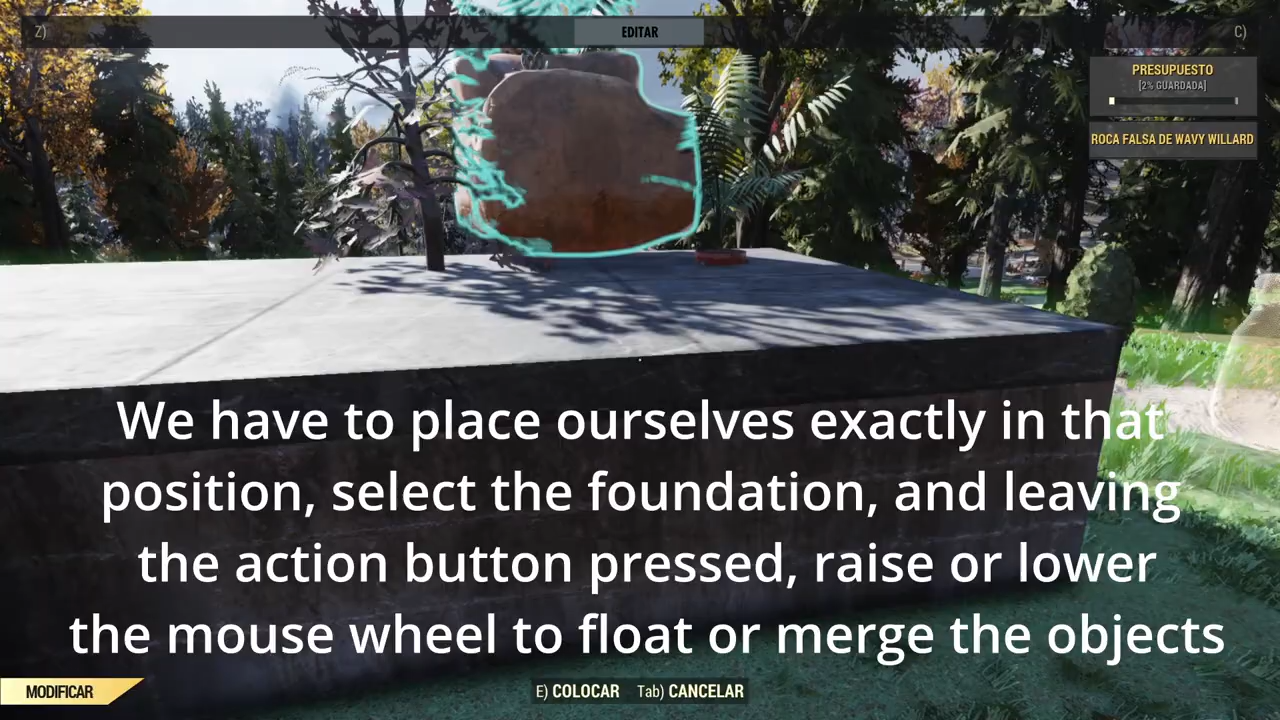 Z)
EDITAR
C)
PRESUPUESTO
[2% GUARDADA]
ROCA FALSA DE WAVY WILLARD
We have to place ourselves exactly in that
position, select the foundation, and leaving
the action button pressed, raise or lower
the mouse wheel to float or merge the objects
MODIFICAR
E) COLOCAR Tab) CANCELAR